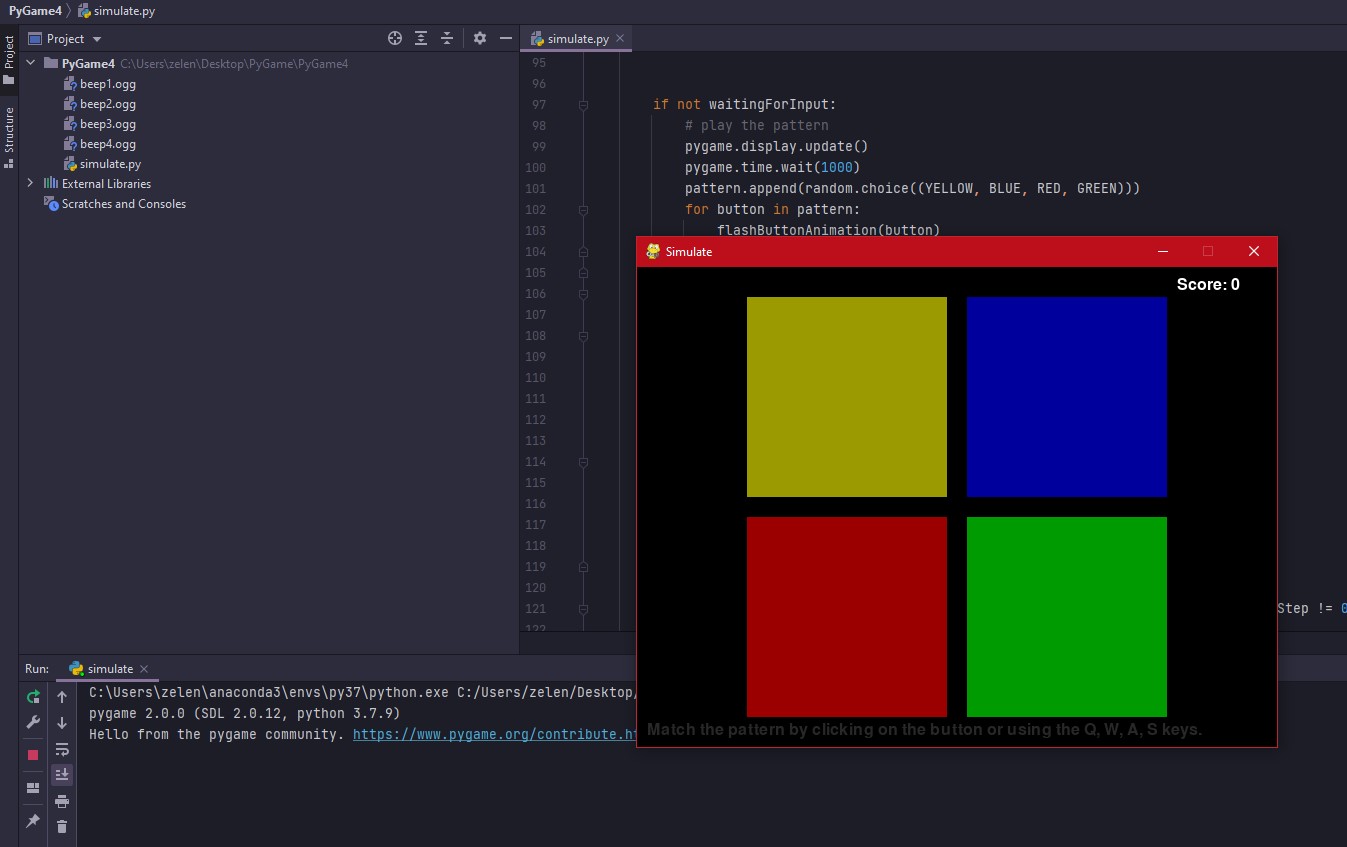 PyGame4 simulate.py
Project
Structure
Project
PyGame4 C:\Users\zelen\Desktop\PyGame\PyGame4
beep1.ogg
beep2.ogg
beep3.ogg
beep4.ogg
simulate.py
External Libraries
Scratches and Consoles
simulate.py
95
96
97 if not waitingForInput:
98 # play the pattern
99 pygame.display.update()
100 pygame.time.wait(1000)
101 pattern.append(random.choice((YELLOW, BLUE, RED, GREEN)))
102 for button in pattern:
103 flashButtonAnimation(button)
104
105
106
107
108
109
110
111
112
113
114
115
116
117
118
119
120
121 Step != 0
122
Simulate
Score: 0
Match the pattern by clicking on the button or using the Q, W, A, S keys.
Run: simulate
C:\Users\zelen\anaconda3\envs\py37\python.exe C:/Users/zelen/Desktop/
pygame 2.0.0 (SDL 2.0.12, python 3.7.9)
Hello from the pygame community. https://www.pygame.org/contribute.ht